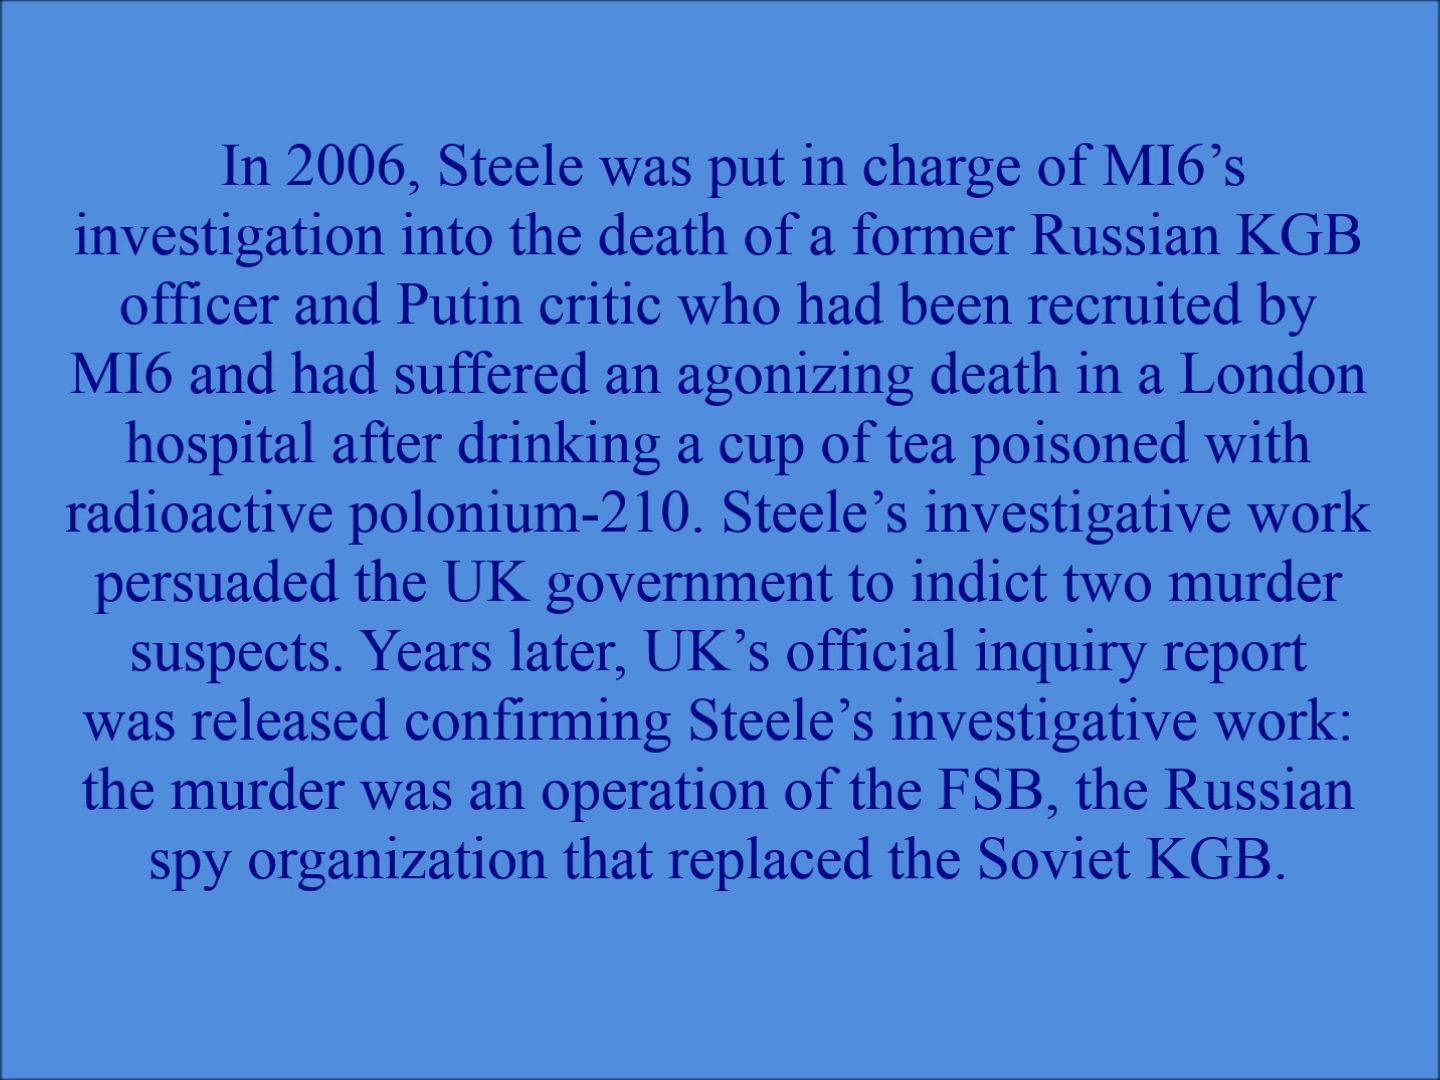 In 2006, Steele was put in charge of MI6’s
investigation into the death of a former Russian KGB
officer and Putin critic who had been recruited by
MI6 and had suffered an agonizing death in a London
hospital after drinking a cup of tea poisoned with
radioactive polonium-210. Steele’s investigative work
persuaded the UK government to indict two murder
suspects. Years later, UK’s official inquiry report
was released confirming Steele’s investigative work:
the murder was an operation of the FSB, the Russian
spy organization that replaced the Soviet KGB.